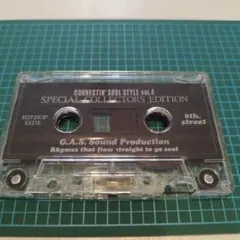 CONNECTIN' SOUL STYLE vol.4
SPECIAL COLLECTORS EDITION
HIPHOP SIDE
8th. street
G.A.S. Sound Production
Rhymes that flow straight to yo soul